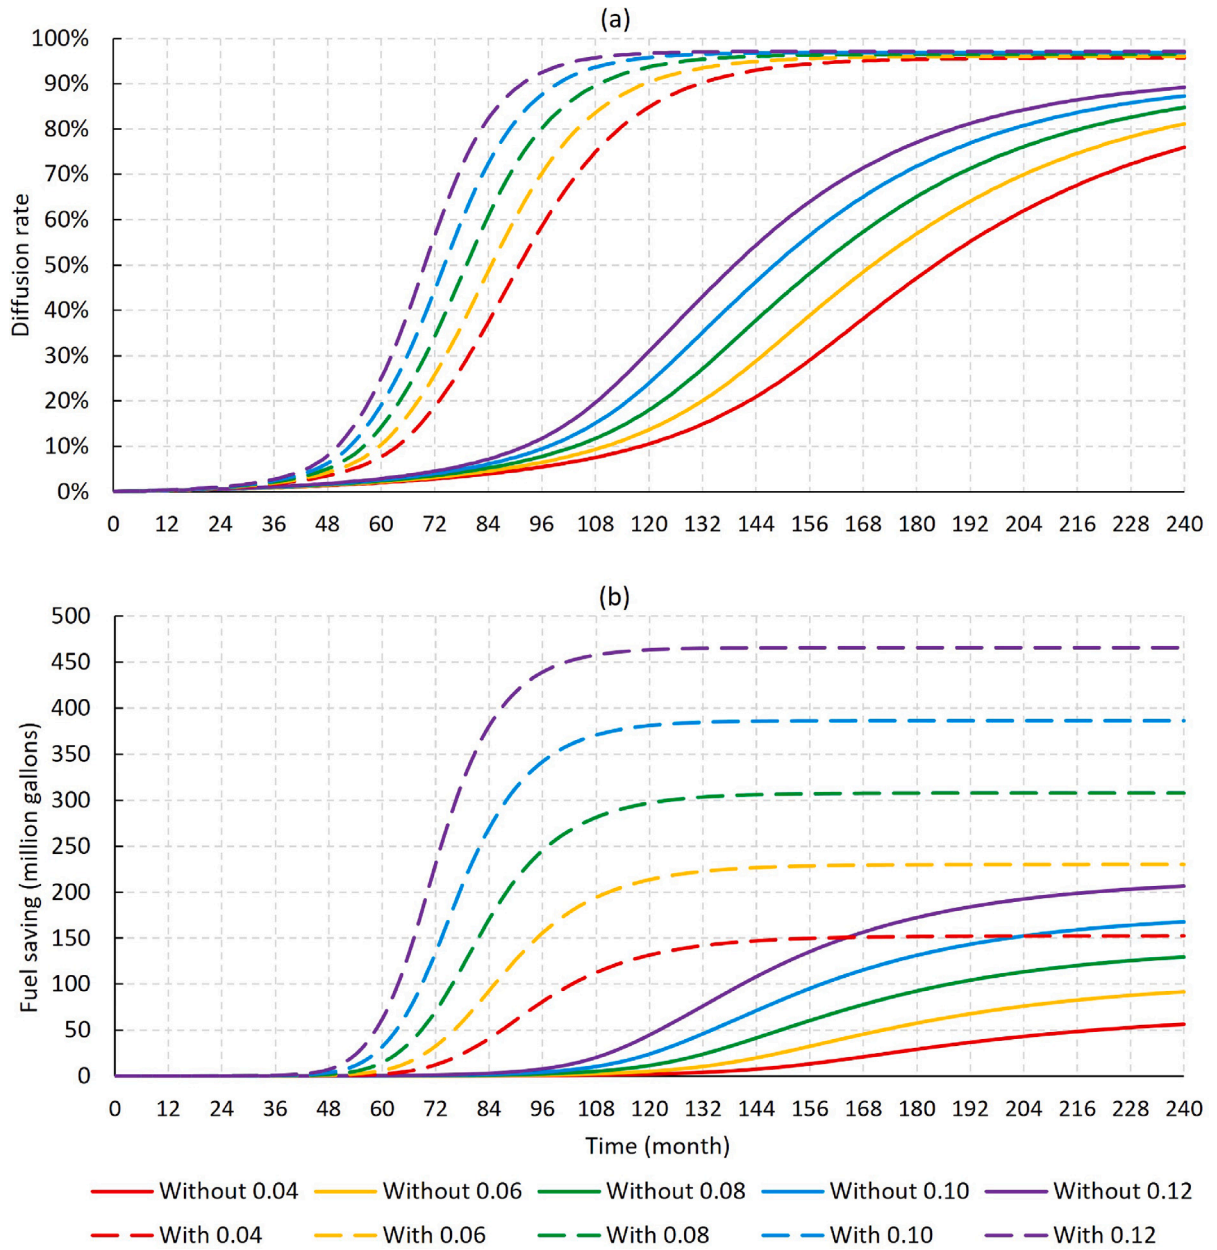 (a)
100%
90%
80%
70%
60%
50%
40%
30%
20%
10%
0%
Diffusion rate
0 12 24 36 48 60 72 84 96 108 120 132 144 156 168 180 192 204 216 228 240
(b)
500
450
400
350
300
250
200
150
100
50
0
Fuel saving (million gallons)
0 12 24 36 48 60 72 84 96 108 120 132 144 156 168 180 192 204 216 228 240
Time (month)
Without 0.04 Without 0.06 Without 0.08 Without 0.10 Without 0.12
With 0.04 With 0.06 With 0.08 With 0.10 With 0.12